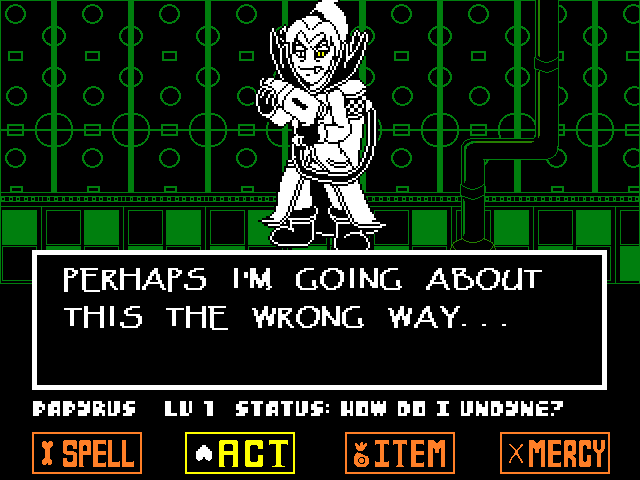 PERHAPS I'M GOING ABOUT
THIS THE WRONG WAY...
PAPYRUS LV 1 STATUS: HOW DO I UNDYNE?
SPELL ACT ITEM MERCY